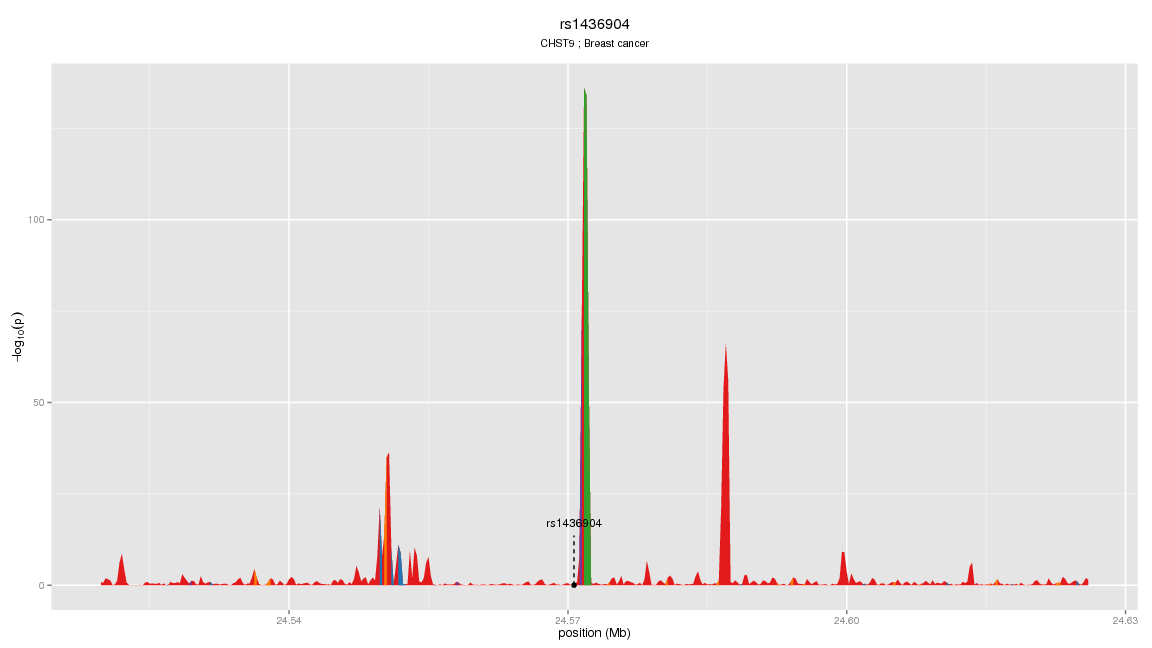 rs1436904
CHST9 ; Breast cancer
−log10(p)
100
50
0
rs1436904
24.54
24.57
24.60
24.63
position (Mb)